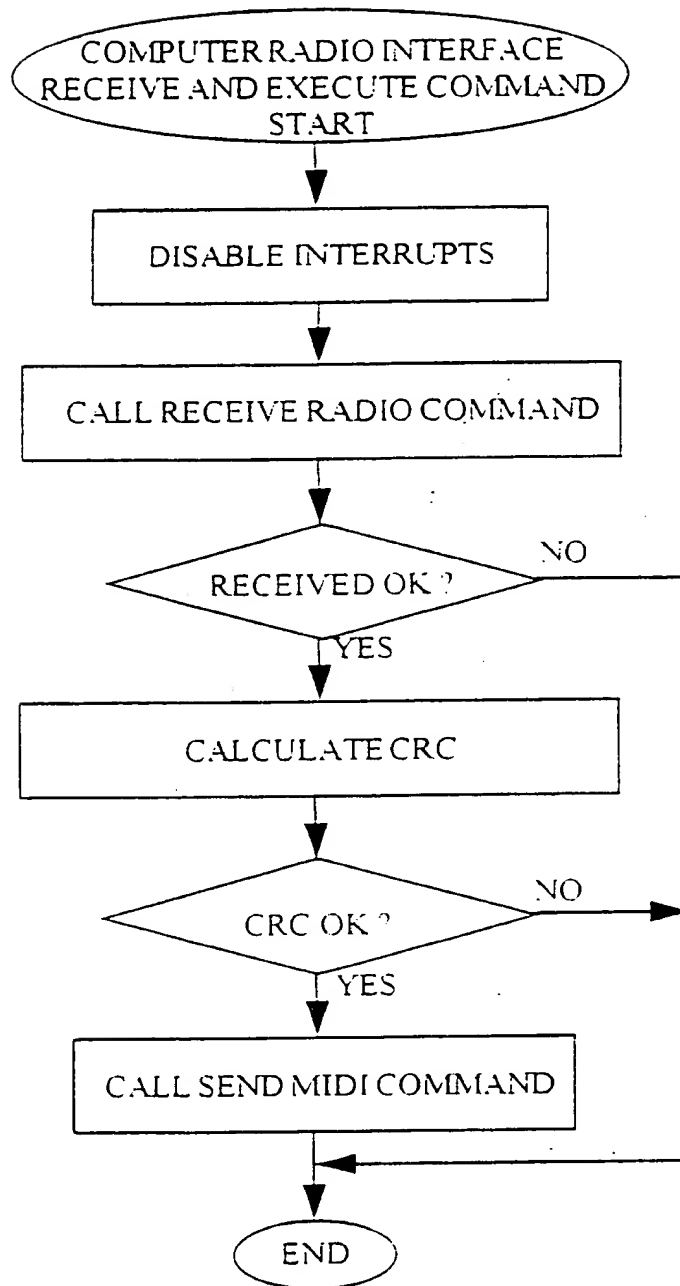 COMPUTER RADIO INTERFACE
RECEIVE AND EXECUTE COMMAND
START
DISABLE INTERRUPTS
CALL RECEIVE RADIO COMMAND
RECEIVED OK ?
NO
YES
CALCULATE CRC
CRC OK ?
NO
YES
CALL SEND MIDI COMMAND
END